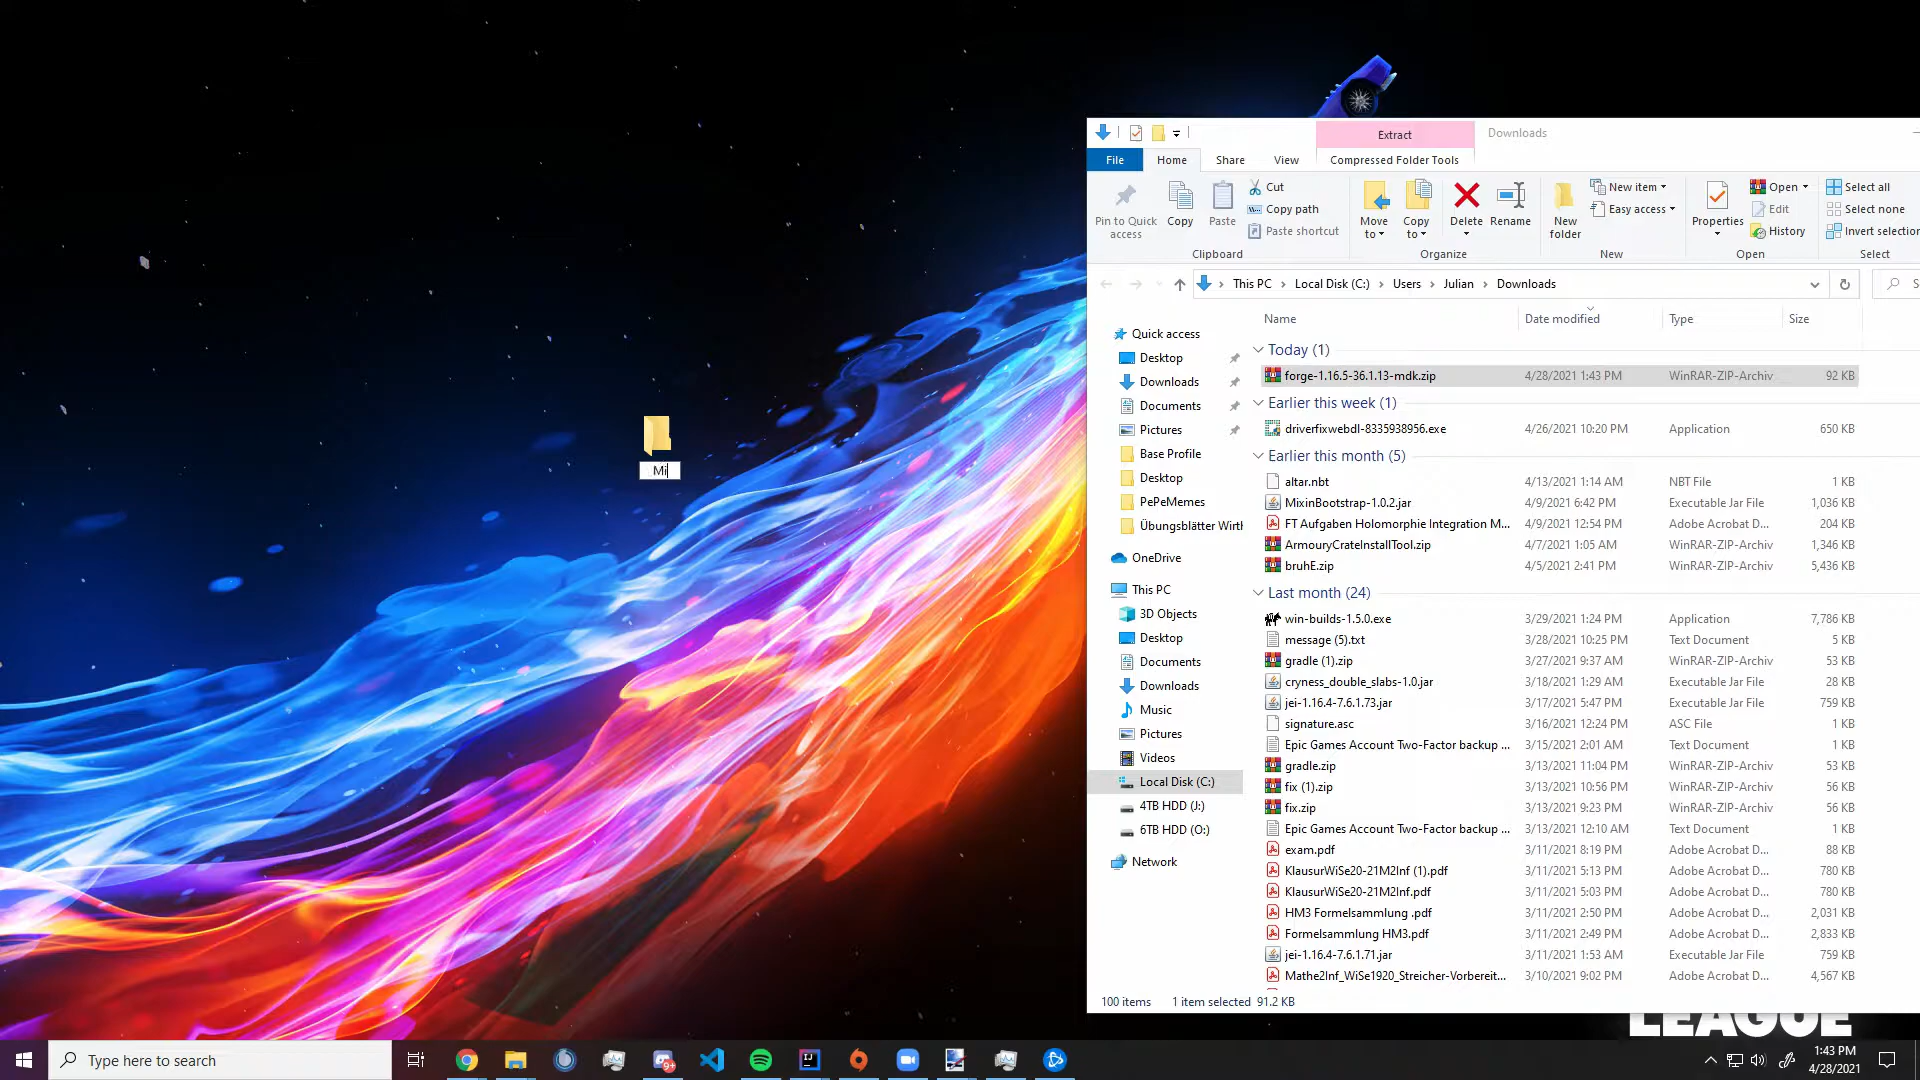 Mi
Extract
Downloads
File
Home
Share
View
Compressed Folder Tools
Pin to Quick access
Copy
Paste
Cut
Copy path
Paste shortcut
Move to
Copy to
Delete
Rename
New folder
New item
Easy access
Properties
Open
Edit
History
Select all
Select none
Invert selection
Clipboard
Organize
New
Open
Select
This PC
Local Disk (C:)
Users
Julian
Downloads
S
Name
Date modified
Type
Size
Quick access
Desktop
Downloads
Documents
Pictures
Base Profile
Desktop
PePeMemes
Übungsblätter Wirth
OneDrive
This PC
3D Objects
Desktop
Documents
Downloads
Music
Pictures
Videos
Local Disk (C:)
4TB HDD (J:)
6TB HDD (O:)
Network
Today (1)
forge-1.16.5-36.1.13-mdk.zip 4/28/2021 1:43 PM WinRAR-ZIP-Archiv 92 KB
Earlier this week (1)
driverfixwebdl-8335938956.exe 4/26/2021 10:20 PM Application 650 KB
Earlier this month (5)
altar.nbt 4/13/2021 1:14 AM NBT File 1 KB
MixinBootstrap-1.0.2.jar 4/9/2021 6:42 PM Executable Jar File 1,036 KB
FT Aufgaben Holomorphie Integration M... 4/9/2021 12:54 PM Adobe Acrobat D... 204 KB
ArmouryCrateInstallTool.zip 4/7/2021 1:05 AM WinRAR-ZIP-Archiv 1,346 KB
bruhE.zip 4/5/2021 2:41 PM WinRAR-ZIP-Archiv 5,436 KB
Last month (24)
win-builds-1.5.0.exe 3/29/2021 1:24 PM Application 7,786 KB
message (5).txt 3/28/2021 10:25 PM Text Document 5 KB
gradle (1).zip 3/27/2021 9:37 AM WinRAR-ZIP-Archiv 53 KB
cryness_double_slabs-1.0.jar 3/18/2021 1:29 AM Executable Jar File 28 KB
jei-1.16.4-7.6.1.73.jar 3/17/2021 5:47 PM Executable Jar File 759 KB
signature.asc 3/16/2021 12:24 PM ASC File 1 KB
Epic Games Account Two-Factor backup ... 3/15/2021 2:01 AM Text Document 1 KB
gradle.zip 3/13/2021 11:04 PM WinRAR-ZIP-Archiv 53 KB
fix (1).zip 3/13/2021 10:56 PM WinRAR-ZIP-Archiv 56 KB
fix.zip 3/13/2021 9:23 PM WinRAR-ZIP-Archiv 56 KB
Epic Games Account Two-Factor backup ... 3/13/2021 12:10 AM Text Document 1 KB
exam.pdf 3/11/2021 8:19 PM Adobe Acrobat D... 88 KB
KlausurWiSe20-21M2Inf (1).pdf 3/11/2021 5:13 PM Adobe Acrobat D... 780 KB
KlausurWiSe20-21M2Inf.pdf 3/11/2021 5:03 PM Adobe Acrobat D... 780 KB
HM3 Formelsammlung .pdf 3/11/2021 2:50 PM Adobe Acrobat D... 2,031 KB
Formelsammlung HM3.pdf 3/11/2021 2:49 PM Adobe Acrobat D... 2,833 KB
jei-1.16.4-7.6.1.71.jar 3/11/2021 1:53 AM Executable Jar File 759 KB
Mathe2Inf_WiSe1920_Streicher-Vorbereit... 3/10/2021 9:02 PM Adobe Acrobat D... 4,567 KB
100 items 1 item selected 91.2 KB
LEAGUE
Type here to search
9+
1:43 PM
4/28/2021